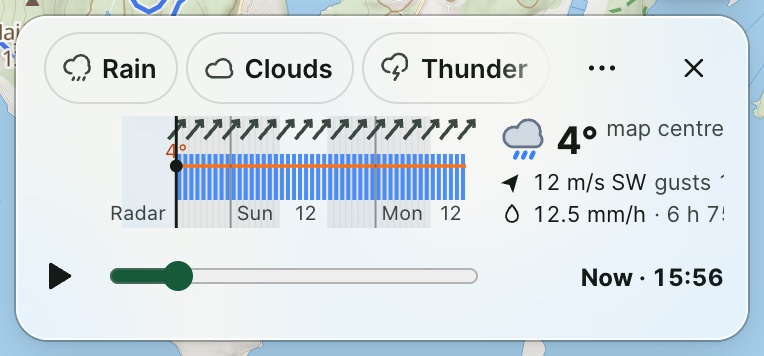 Rain Clouds Thunder ...
4° map centre
4°
12 m/s SW gusts
12.5 mm/h · 6 h
Radar Sun 12 Mon 12
Now · 15:56